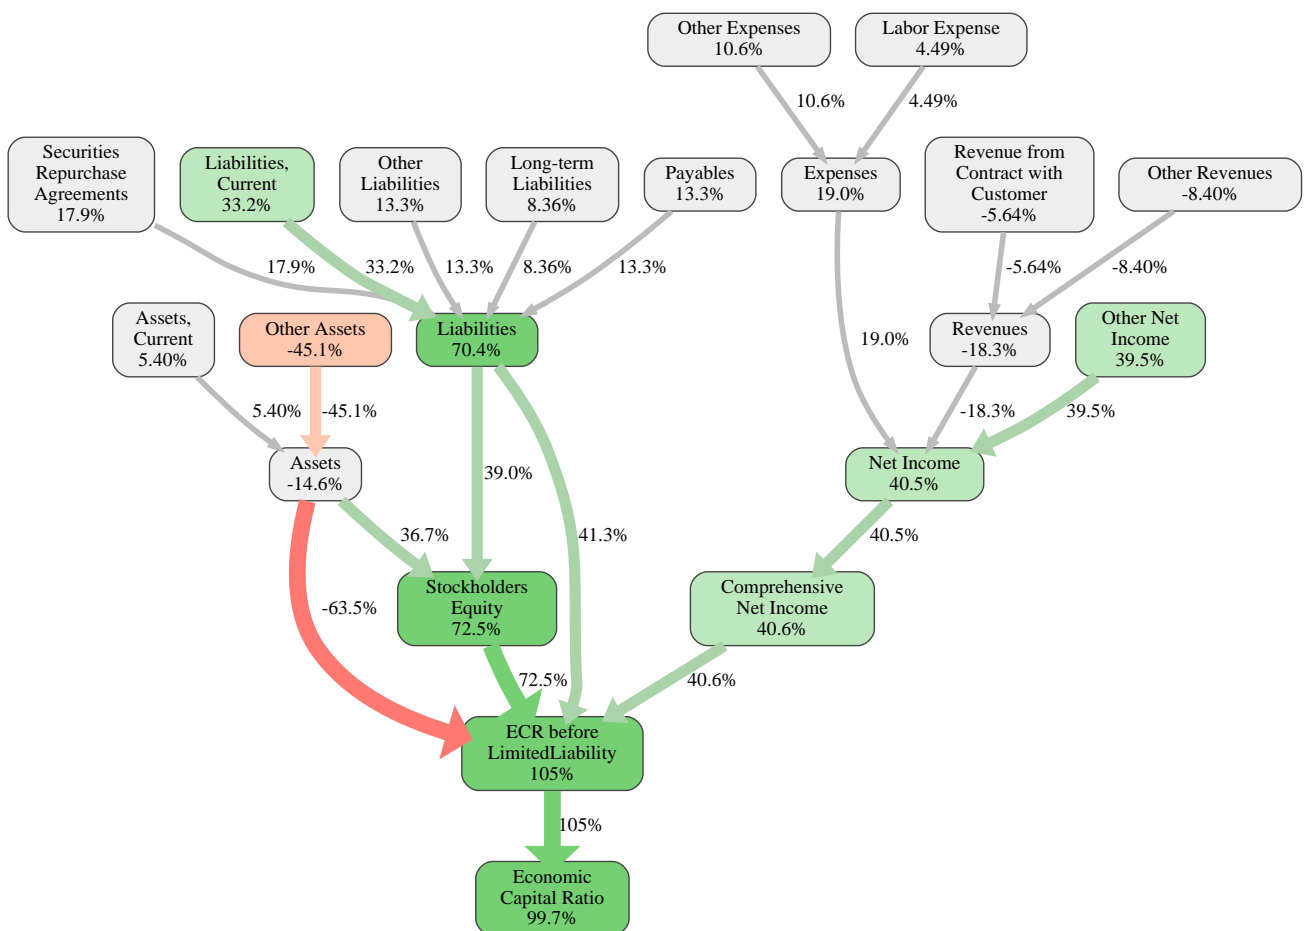 Other Expenses
10.6%
Labor Expense
4.49%
10.6%
4.49%
Securities
Repurchase
Agreements
17.9%
Liabilities,
Current
33.2%
Other
Liabilities
13.3%
Long-term
Liabilities
8.36%
Payables
13.3%
Expenses
19.0%
Revenue from
Contract with
Customer
-5.64%
Other Revenues
-8.40%
17.9%
33.2%
13.3%
8.36%
13.3%
-5.64%
-8.40%
Assets,
Current
5.40%
Other Assets
-45.1%
Liabilities
70.4%
19.0%
Revenues
-18.3%
Other Net
Income
39.5%
5.40%
-45.1%
-18.3%
39.5%
Assets
-14.6%
39.0%
Net Income
40.5%
36.7%
41.3%
40.5%
-63.5%
Stockholders
Equity
72.5%
Comprehensive
Net Income
40.6%
72.5%
40.6%
ECR before
LimitedLiability
105%
105%
Economic
Capital Ratio
99.7%